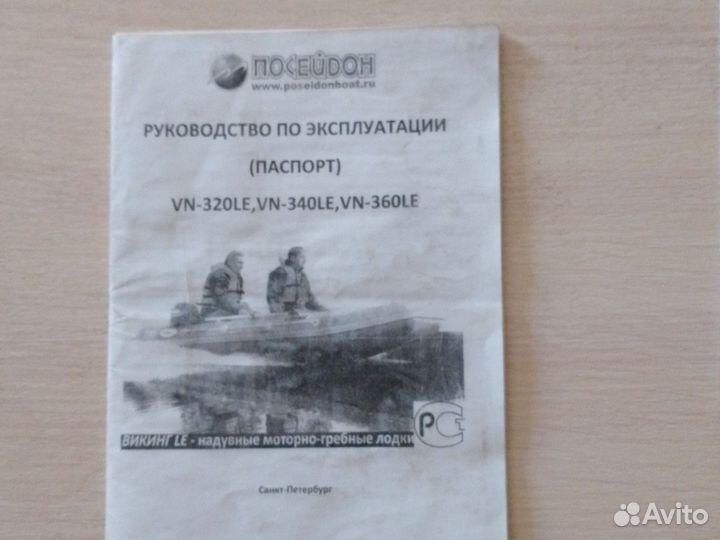 ПОСЕЙДОН
www.poseidonboat.ru
РУКОВОДСТВО ПО ЭКСПЛУАТАЦИИ
(ПАСПОРТ)
VN-320LE,VN-340LE,VN-360LE
ВИКИНГ LE - надувные моторно-гребные лодки
РСЕ
Санкт-Петербург
Avito